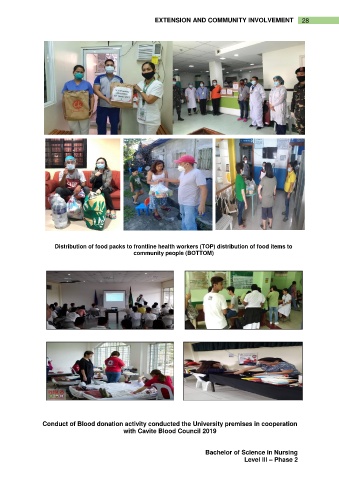 EXTENSION AND COMMUNITY INVOLVEMENT 28
Distribution of food packs to frontline health workers (TOP) distribution of food items to
community people (BOTTOM)
Conduct of Blood donation activity conducted the University premises in cooperation
with Cavite Blood Council 2019
Bachelor of Science in Nursing
Level III – Phase 2